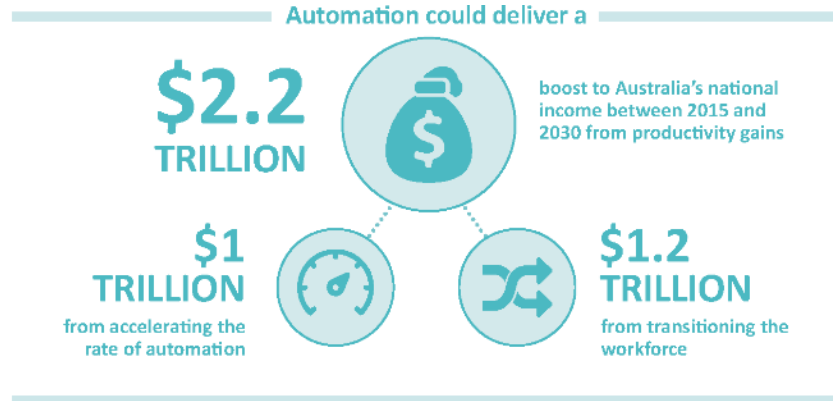 Automation could deliver a
$2.2
TRILLION
$
boost to Australia's national
income between 2015 and
2030 from productivity gains
$1
TRILLION
from accelerating the
rate of automation
$1.2
TRILLION
from transitioning the
workforce